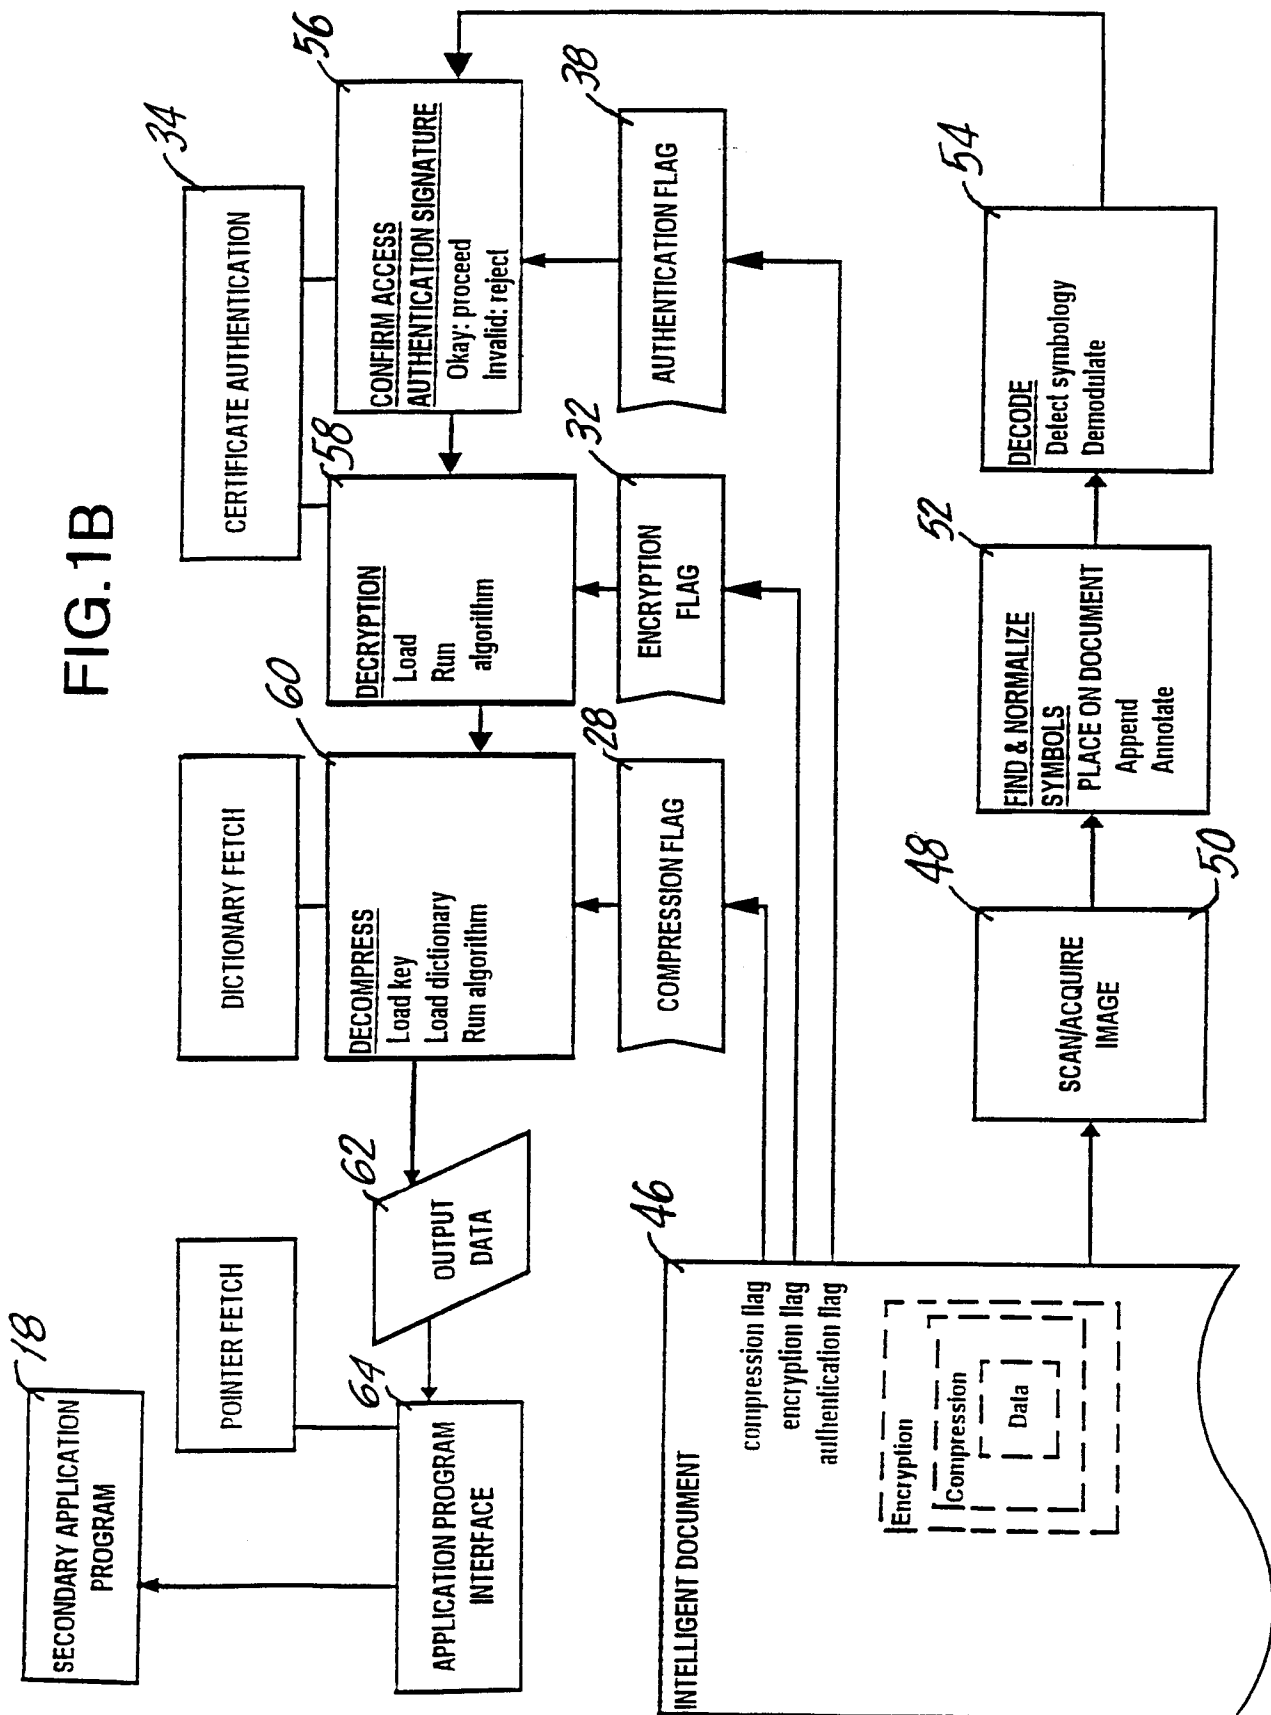 FIG.1B
18
SECONDARY APPLICATION
PROGRAM
POINTER FETCH
DICTIONARY FETCH
34
CERTIFICATE AUTHENTICATION
64
APPLICATION PROGRAM
INTERFACE
62
OUTPUT
DATA
60
DECOMPRESS
Load key
Load dictionary
Run algorithm
58
DECRYPTION
Load
Run
algorithm
56
CONFIRM ACCESS
AUTHENTICATION SIGNATURE
Okay: proceed
Invalid: reject
28
COMPRESSION FLAG
32
ENCRYPTION
FLAG
38
AUTHENTICATION FLAG
46
INTELLIGENT DOCUMENT
compression flag
encryption flag
authentication flag
Encryption
Compression
Data
48
SCAN/ACQUIRE
IMAGE
50
52
FIND & NORMALIZE
SYMBOLS
PLACE ON DOCUMENT
Append
Annotate
54
DECODE
Detect symbology
Demodulate